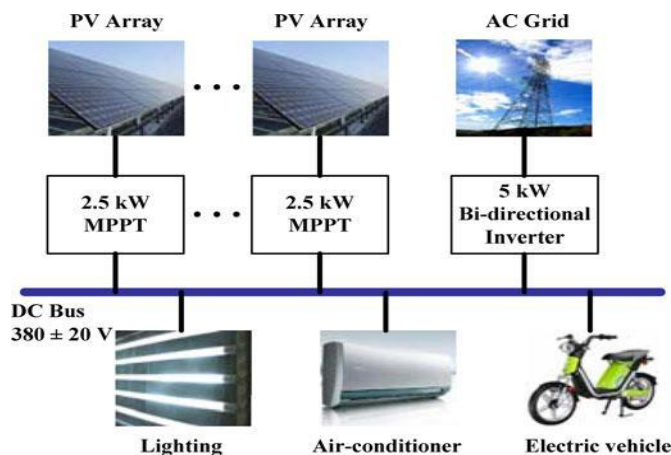 PV Array
PV Array
AC Grid
2.5 kW
MPPT
2.5 kW
MPPT
5 kW
Bi-directional
Inverter
DC Bus
380 ± 20 V
Lighting
Air-conditioner
Electric vehicle